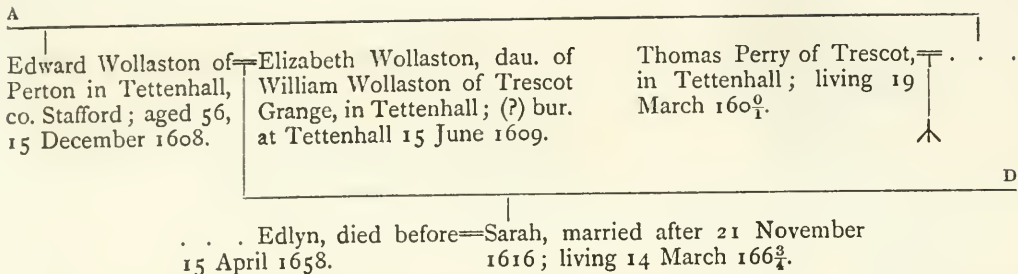 A
Edward Wollaston of
Perton in Tettenhall,
co. Stafford; aged 56,
15 December 1608.
Elizabeth Wollaston, dau. of
William Wollaston of Trescot
Grange, in Tettenhall; (?) bur.
at Tettenhall 15 June 1609.
Thomas Perry of Trescot, . . .
in Tettenhall; living 19
March 160⁰⁄₁.
D
. . . Edlyn, died before
15 April 1658.
Sarah, married after 21 November
1616; living 14 March 166¾.